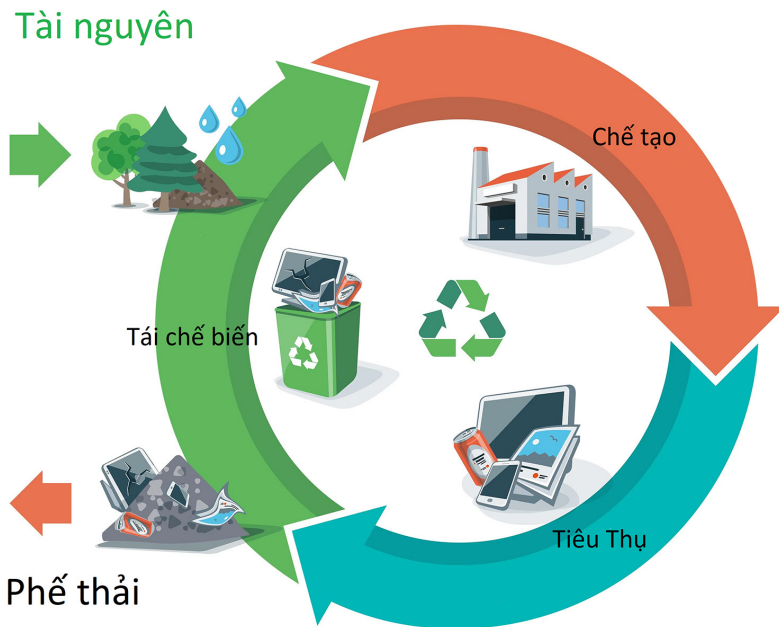 Tài nguyên
Chế tạo
Tái chế biến
Tiêu Thụ
Phế thải